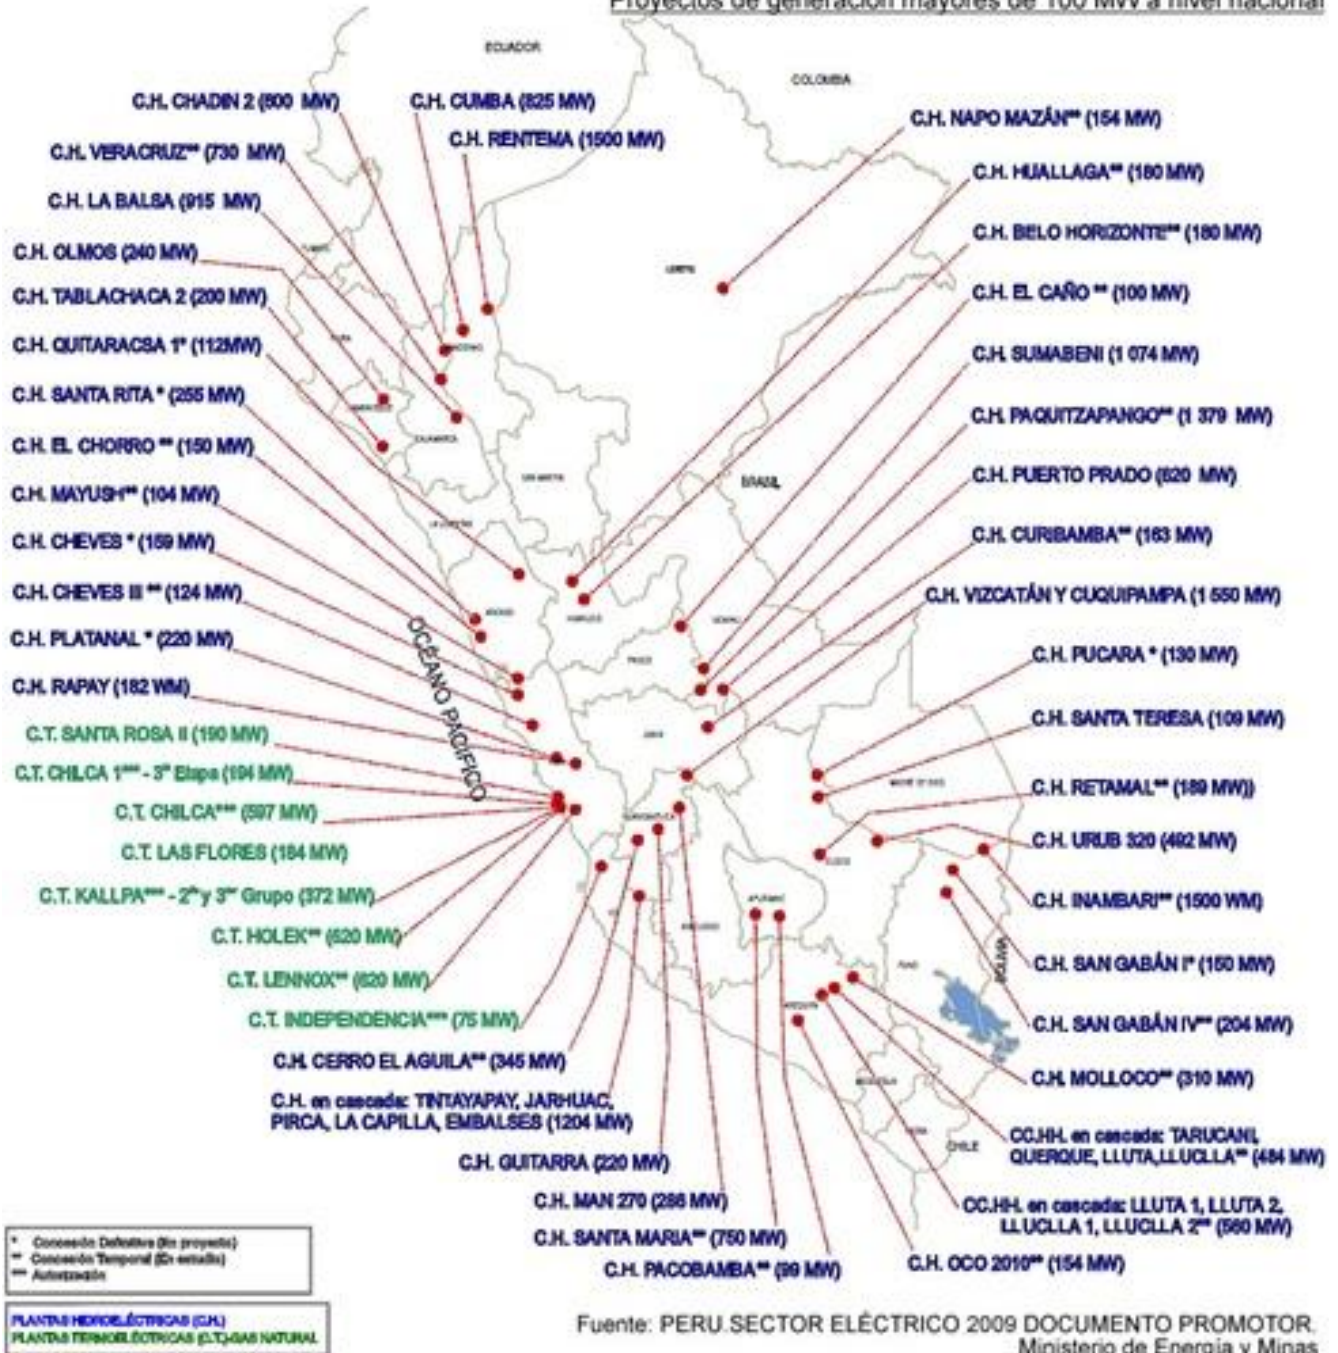 Proyectos de generación mayores de 100 MW a nivel nacional
ECUADOR
COLOMBIA
C.H. CHADIN 2 (600 MW)
C.H. CUMBA (825 MW)
C.H. RENTEMA (1500 MW)
C.H. NAPO MAZÁN** (154 MW)
C.H. VERACRUZ** (730 MW)
C.H. HUALLAGA** (180 MW)
C.H. LA BALSA (915 MW)
C.H. BELO HORIZONTE** (180 MW)
C.H. OLMOS (240 MW)
C.H. TABLACHACA 2 (200 MW)
C.H. EL CAÑO ** (100 MW)
C.H. QUITARACSA 1* (112MW)
C.H. SUMABENI (1 074 MW)
C.H. SANTA RITA * (255 MW)
C.H. PAQUITZAPANGO** (1 379 MW)
C.H. EL CHORRO ** (150 MW)
C.H. PUERTO PRADO (620 MW)
BRASIL
C.H. MAYUSH** (104 MW)
C.H. CURIBAMBA** (163 MW)
C.H. CHEVES * (159 MW)
C.H. CHEVES III ** (124 MW)
C.H. VIZCATÁN Y CUQUIPAMPA (1 550 MW)
C.H. PLATANAL * (220 MW)
C.H. PUCARA * (130 MW)
C.H. RAPAY (182 WM)
OCÉANO PACIFICO
C.H. SANTA TERESA (109 MW)
C.T. SANTA ROSA II (190 MW)
C.T. CHILCA 1*** - 3ª Etapa (194 MW)
C.H. RETAMAL** (189 MW))
C.T. CHILCA*** (597 MW)
C.H. URUB 320 (492 MW)
C.T. LAS FLORES (184 MW)
C.T. KALLPA*** - 2do y 3er Grupo (372 MW)
C.H. INAMBARI** (1500 WM)
C.T. HOLEK** (620 MW)
C.H. SAN GABÁN I* (150 MW)
C.T. LENNOX** (620 MW)
C.T. INDEPENDENCIA*** (75 MW)
C.H. SAN GABÁN IV** (204 MW)
C.H. CERRO EL AGUILA** (345 MW)
C.H. MOLLOCO** (310 MW)
C.H. en cascada: TINTAYAPAY, JARHUAC,
PIRCA, LA CAPILLA, EMBALSES (1204 MW)
CHILE
CC.HH. en cascada: TARUCANI,
QUERQUE, LLUTA,LLUCLLA** (484 MW)
C.H. GUITARRA (220 MW)
C.H. MAN 270 (286 MW)
CC.HH. en cascada: LLUTA 1, LLUTA 2,
LLUCLLA 1, LLUCLLA 2** (560 MW)
C.H. SANTA MARIA** (750 MW)
C.H. PACOBAMBA** (99 MW)
C.H. OCO 2010** (154 MW)
* Concesión Definitiva (En proyecto)
** Concesión Temporal (En estudio)
*** Autorización
PLANTAS HIDROELÉCTRICAS (C.H.)
PLANTAS TERMOELÉCTRICAS (C.T.)-GAS NATURAL
Fuente: PERU.SECTOR ELÉCTRICO 2009 DOCUMENTO PROMOTOR.
Ministerio de Energía y Minas